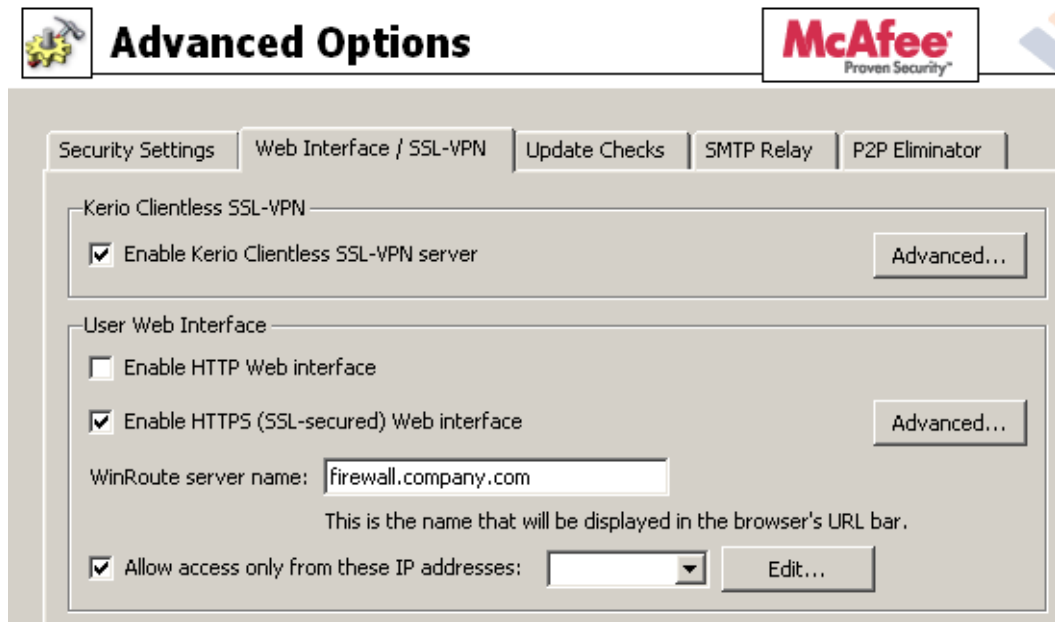 Advanced Options
McAfee
Proven Security™
Security Settings
Web Interface / SSL-VPN
Update Checks
SMTP Relay
P2P Eliminator
Kerio Clientless SSL-VPN
Enable Kerio Clientless SSL-VPN server
Advanced...
User Web Interface
Enable HTTP Web interface
Enable HTTPS (SSL-secured) Web interface
Advanced...
WinRoute server name: firewall.company.com
This is the name that will be displayed in the browser's URL bar.
Allow access only from these IP addresses:
Edit...